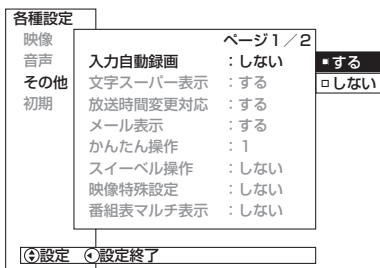 各種設定
映像
音声
その他
初期
ページ1／2
入力自動録画：しない
文字スーパー表示：する
放送時間変更対応：する
メール表示：する
かんたん操作：1
スイーベル操作：しない
映像特殊設定：しない
番組表マルチ表示：しない
する
しない
設定 設定終了